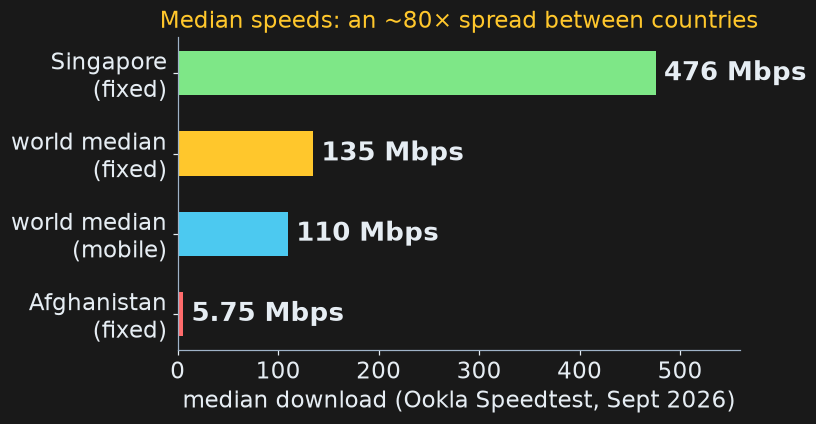 Median speeds: an ~80× spread between countries
Singapore
(fixed)
476 Mbps
world median
(fixed)
135 Mbps
world median
(mobile)
110 Mbps
Afghanistan
(fixed)
5.75 Mbps
0 100 200 300 400 500
median download (Ookla Speedtest, Sept 2026)